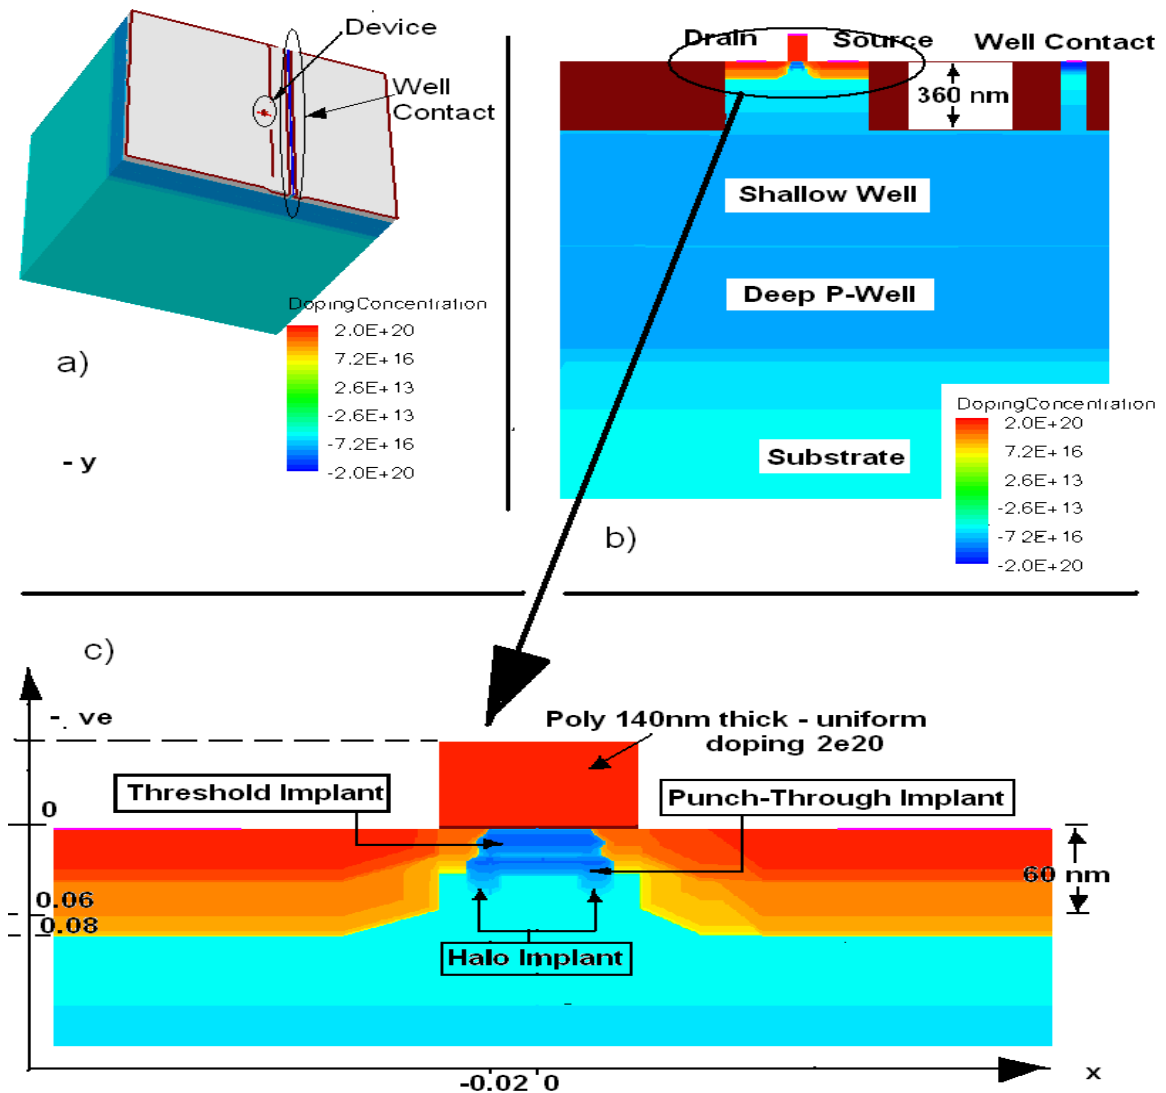 Device
Well
Contact
DopingConcentration
2.0E+20
7.2E+16
2.6E+13
-2.6E+13
-7.2E+16
-2.0E+20
a)
- y
Drain
Source
Well Contact
360 nm
Shallow Well
Deep P-Well
Substrate
DopingConcentration
2.0E+20
7.2E+16
2.6E+13
-2.6E+13
-7.2E+16
-2.0E+20
b)
c)
-. ve
Poly 140nm thick - uniform
doping 2e20
Threshold Implant
Punch-Through Implant
0
60 nm
0.06
0.08
Halo Implant
-0.02 0
x